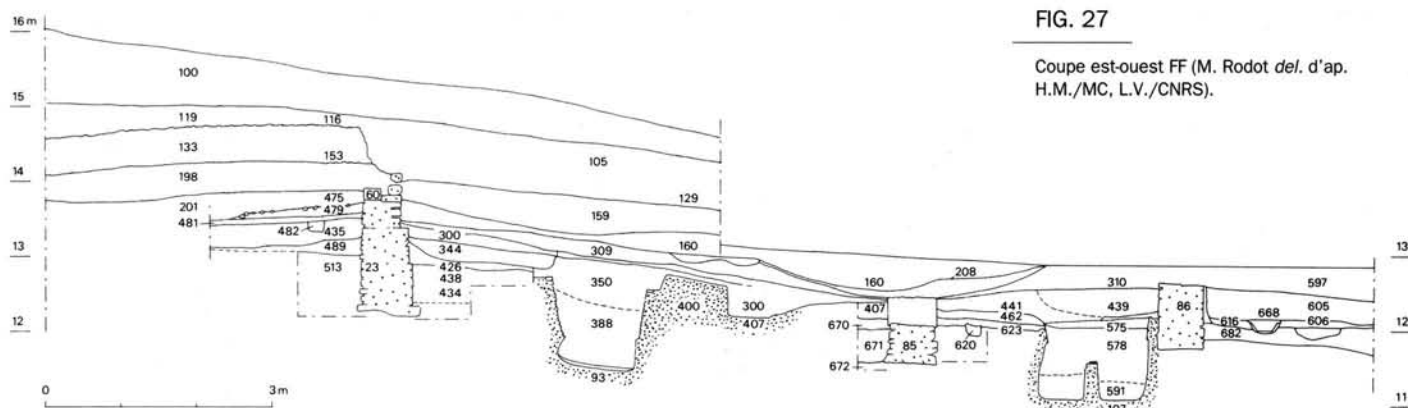 FIG. 27
Coupe est-ouest FF (M. Rodot del. d'ap.
H.M./MC, L.V./CNRS).
16 m
100
15
119 116
105
133
153
14
198
129
475 60
201 479
159
481
482 435 300
13 489 344 309 160 13
513 23 426 350 160 208 310 597
438
434 400 300 407 441 439 86 605
388 407 462 668
12 670 623 575 616 606 12
671 85 620 578 682
672
93
591
0 3 m 11
107